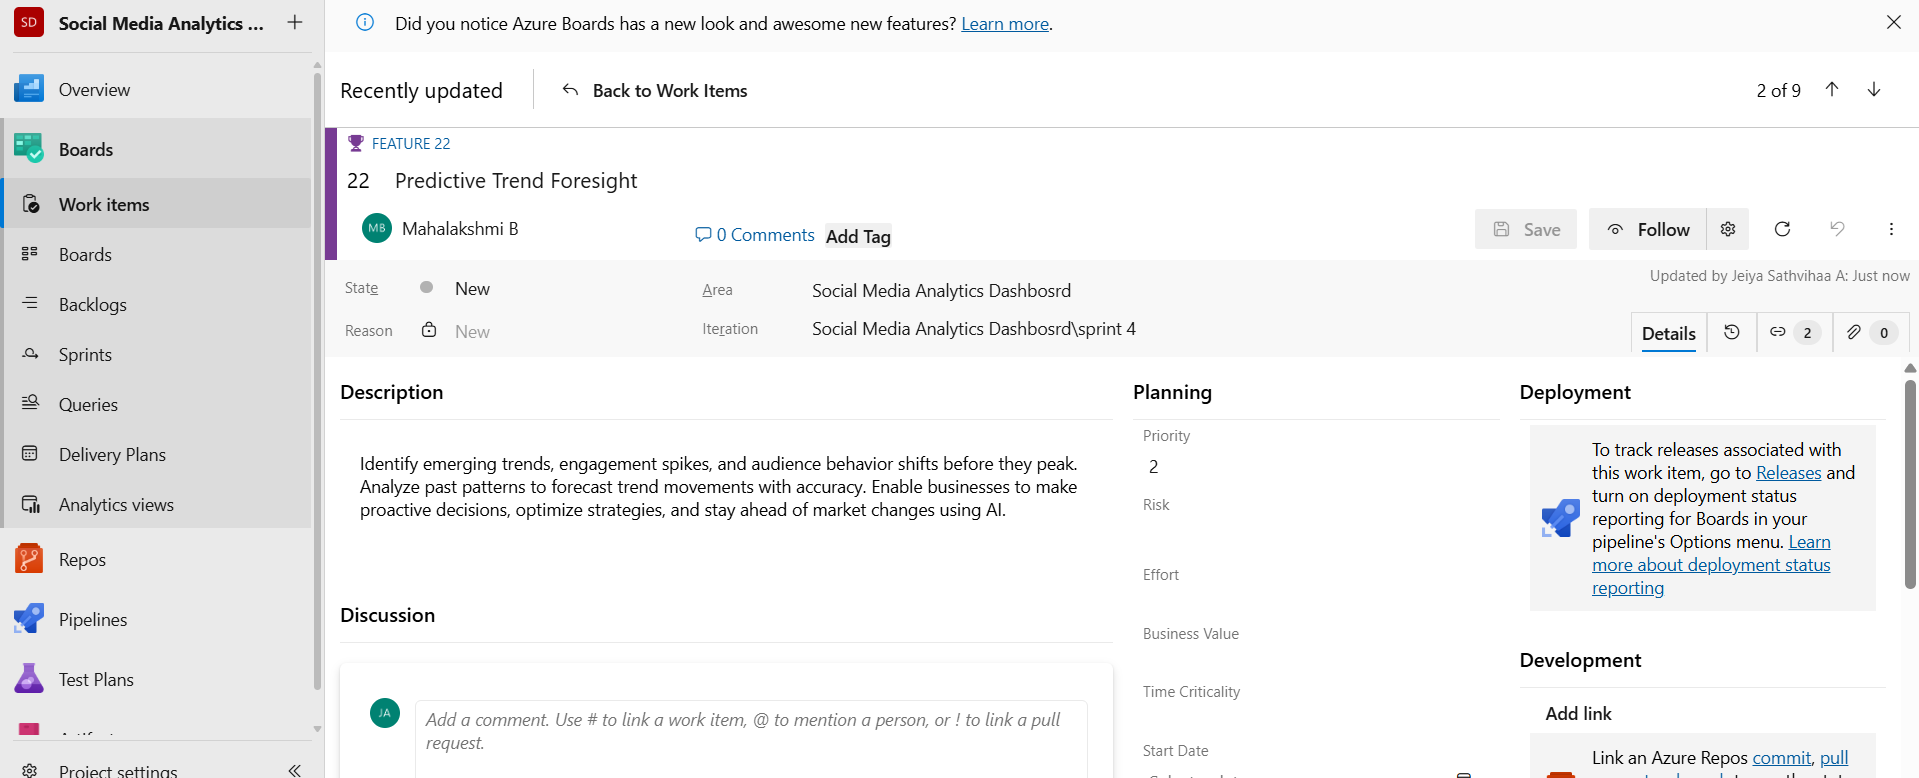 SD
Social Media Analytics ...
Did you notice Azure Boards has a new look and awesome new features? Learn more.
Overview
Boards
Work items
Boards
Backlogs
Sprints
Queries
Delivery Plans
Analytics views
Repos
Pipelines
Test Plans
Project settings
Recently updated
Back to Work Items
2 of 9
FEATURE 22
22 Predictive Trend Foresight
MB Mahalakshmi B
0 Comments
Add Tag
Save
Follow
State New
Area Social Media Analytics Dashbosrd
Updated by Jeiya Sathvihaa A: Just now
Reason New
Iteration Social Media Analytics Dashbosrd\sprint 4
Details
2
0
Description
Identify emerging trends, engagement spikes, and audience behavior shifts before they peak.
Analyze past patterns to forecast trend movements with accuracy. Enable businesses to make
proactive decisions, optimize strategies, and stay ahead of market changes using AI.
Discussion
JA
Add a comment. Use # to link a work item, @ to mention a person, or ! to link a pull
request.
Planning
Priority
2
Risk
Effort
Business Value
Time Criticality
Start Date
Deployment
To track releases associated with
this work item, go to Releases and
turn on deployment status
reporting for Boards in your
pipeline's Options menu. Learn
more about deployment status
reporting
Development
Add link
Link an Azure Repos commit, pull